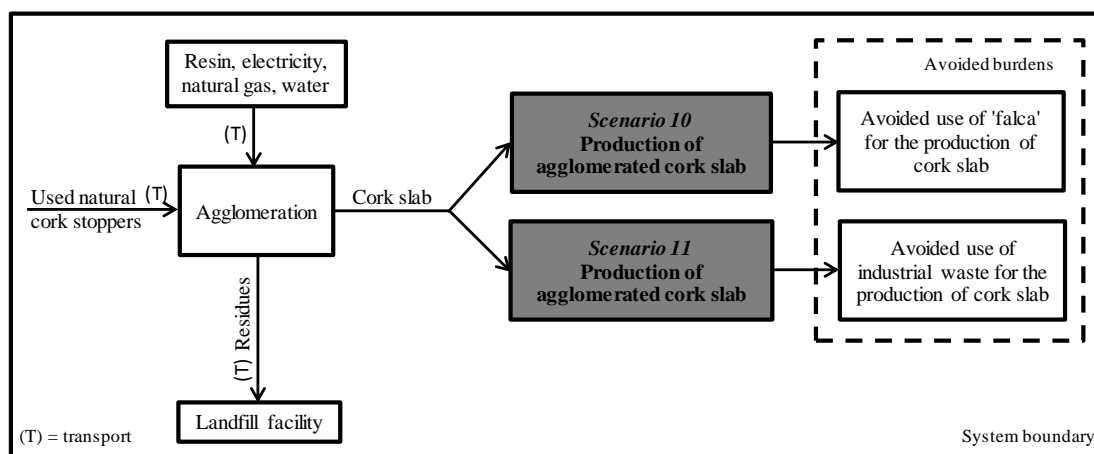 Resin, electricity,
natural gas, water
(T)
Used natural (T)
cork stoppers
Agglomeration
Cork slab
(T) Residues
Landfill facility
Scenario 10
Production of
agglomerated cork slab
Scenario 11
Production of
agglomerated cork slab
Avoided burdens
Avoided use of 'falca'
for the production of
cork slab
Avoided use of
industrial waste for the
production of cork slab
(T) = transport
System boundary